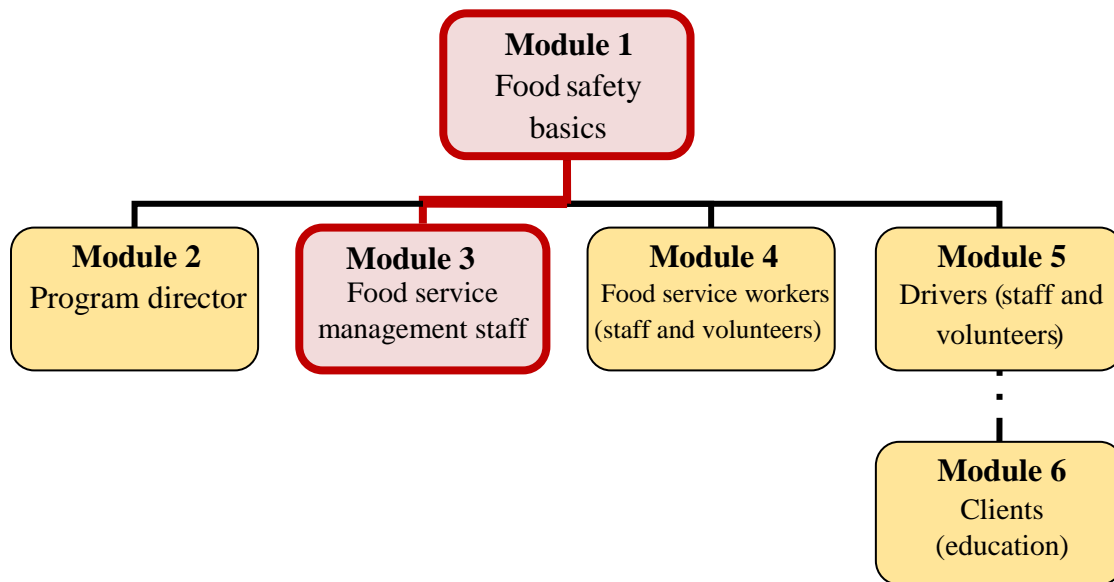 Module 1
Food safety
basics
Module 2
Program director
Module 3
Food service
management staff
Module 4
Food service workers
(staff and volunteers)
Module 5
Drivers (staff and
volunteers)
Module 6
Clients
(education)